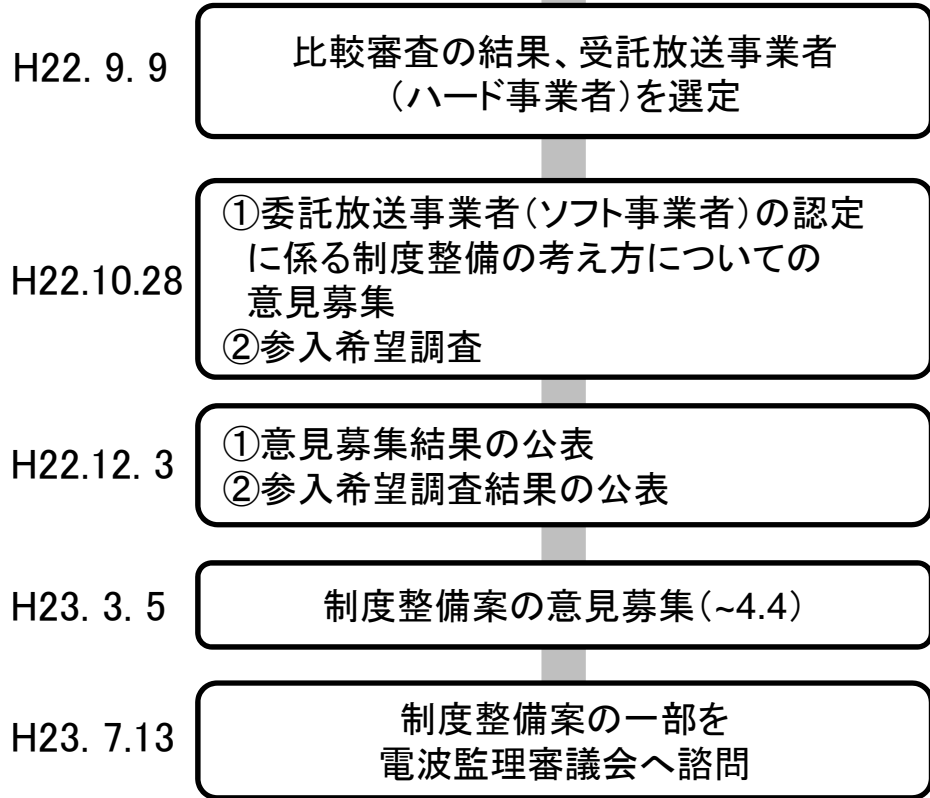 H22. 9. 9
比較審査の結果、受託放送事業者
（ハード事業者）を選定
H22.10.28
①委託放送事業者（ソフト事業者）の認定
に係る制度整備の考え方についての
意見募集
②参入希望調査
H22.12. 3
①意見募集結果の公表
②参入希望調査結果の公表
H23. 3. 5
制度整備案の意見募集（~4.4）
H23. 7.13
制度整備案の一部を
電波監理審議会へ諮問